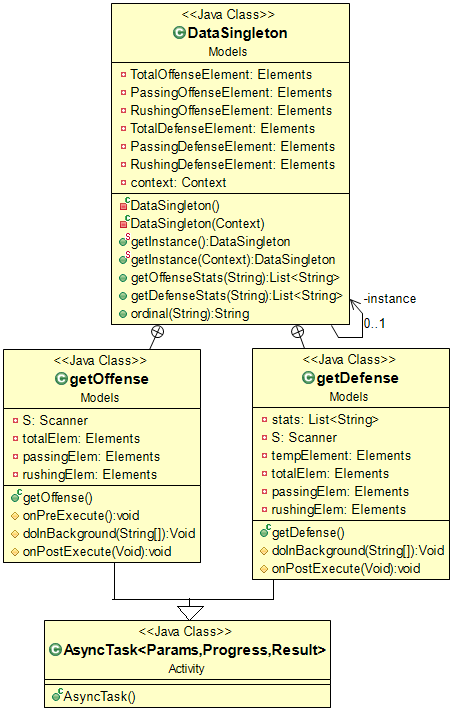 <<Java Class>>
DataSingleton
Models
TotalOffenseElement: Elements
PassingOffenseElement: Elements
RushingOffenseElement: Elements
TotalDefenseElement: Elements
PassingDefenseElement: Elements
RushingDefenseElement: Elements
context: Context
DataSingleton()
DataSingleton(Context)
getInstance():DataSingleton
getInstance(Context):DataSingleton
getOffenseStats(String):List<String>
getDefenseStats(String):List<String>
ordinal(String):String
-instance
0..1
<<Java Class>>
getOffense
Models
S: Scanner
totalElem: Elements
passingElem: Elements
rushingElem: Elements
getOffense()
onPreExecute():void
doInBackground(String[]):Void
onPostExecute(Void):void
<<Java Class>>
getDefense
Models
stats: List<String>
S: Scanner
tempElement: Elements
totalElem: Elements
passingElem: Elements
rushingElem: Elements
getDefense()
doInBackground(String[]):Void
onPostExecute(Void):void
<<Java Class>>
AsyncTask<Params,Progress,Result>
Activity
AsyncTask()